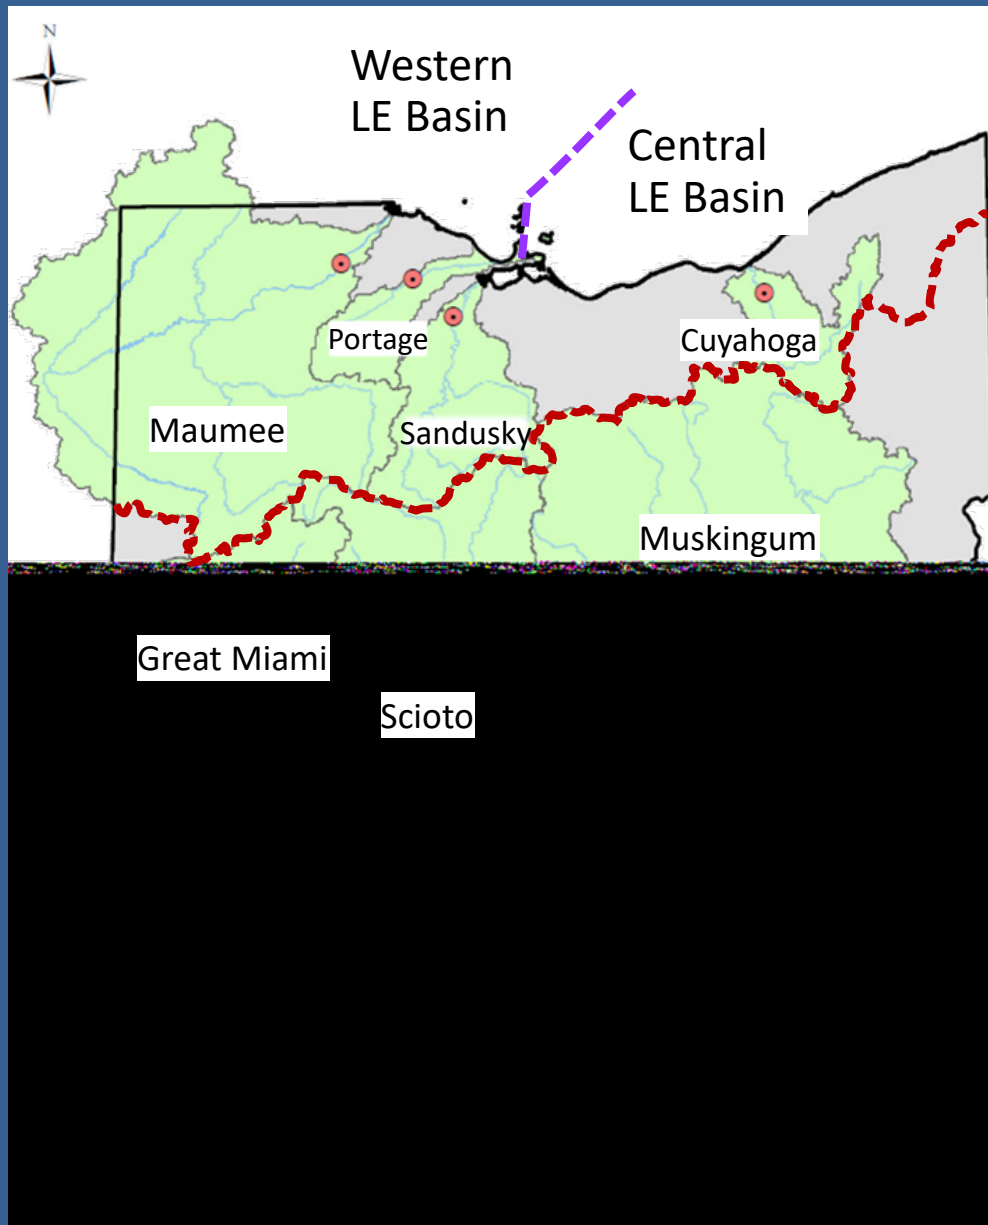 N
Western
LE Basin
Central
LE Basin
Portage
Cuyahoga
Maumee
Sandusky
Muskingum
Great Miami
Scioto